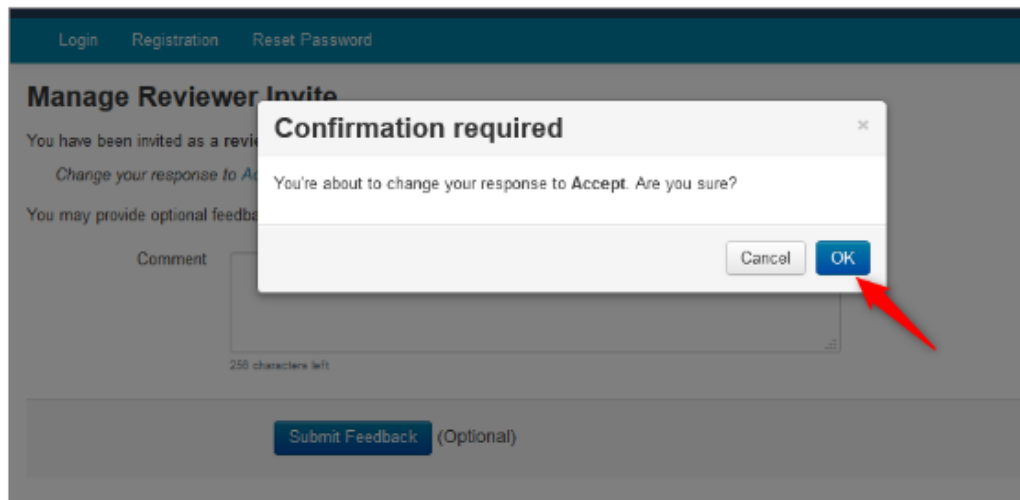 Login Registration Reset Password
Manage Reviewer Invite
You have been invited as a
Change your response to
Confirmation required
×
You're about to change your response to Accept. Are you sure?
You may provide optional
Comment
Cancel OK
256 characters left
Submit Feedback (Optional)